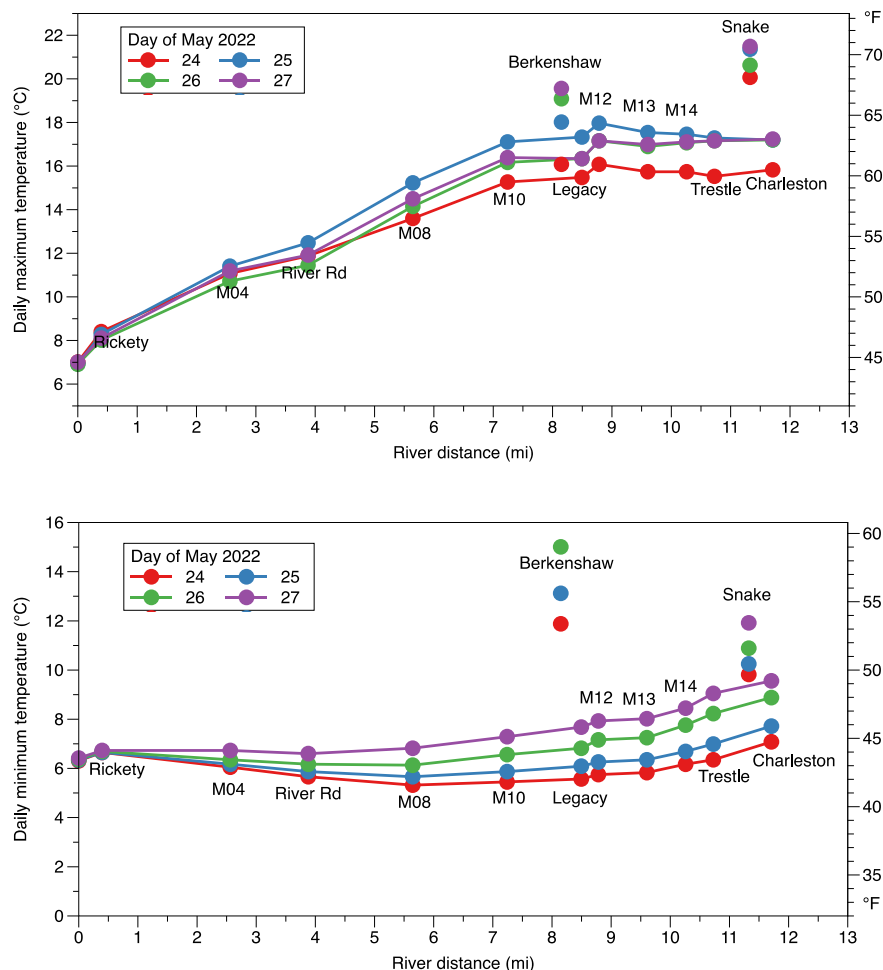 °F
Snake
Day of May 2022
24 25
26 27
Berkenshaw
M12
M13
M14
Legacy
M10
Trestle
Charleston
M08
River Rd
M04
Rickety
Daily maximum temperature (°C)
22
20
18
16
14
12
10
8
6
70
65
60
55
50
45
0 1 2 3 4 5 6 7 8 9 10 11 12 13
River distance (mi)
Day of May 2022
24 25
26 27
Berkenshaw
Snake
M12
M13
M14
Rickety
M04
River Rd
M08
M10
Legacy
Trestle
Charleston
Daily minimum temperature (°C)
16
14
12
10
8
6
4
2
0
60
55
50
45
40
35
°F
0 1 2 3 4 5 6 7 8 9 10 11 12 13
River distance (mi)